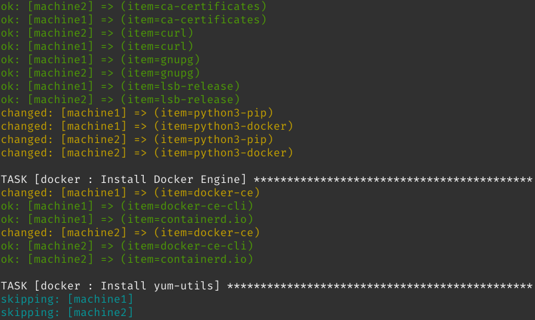 ok: [machine2] => (item=ca-certificates)
ok: [machine1] => (item=ca-certificates)
ok: [machine2] => (item=curl)
ok: [machine1] => (item=curl)
ok: [machine1] => (item=gnupg)
ok: [machine2] => (item=gnupg)
ok: [machine1] => (item=lsb-release)
ok: [machine2] => (item=lsb-release)
changed: [machine1] => (item=python3-pip)
changed: [machine1] => (item=python3-docker)
changed: [machine2] => (item=python3-pip)
changed: [machine2] => (item=python3-docker)
TASK [docker : Install Docker Engine] ******************************************
changed: [machine1] => (item=docker-ce)
ok: [machine1] => (item=docker-ce-cli)
ok: [machine1] => (item=containerd.io)
changed: [machine2] => (item=docker-ce)
ok: [machine2] => (item=docker-ce-cli)
ok: [machine2] => (item=containerd.io)
TASK [docker : Install yum-utils] **********************************************
skipping: [machine1]
skipping: [machine2]